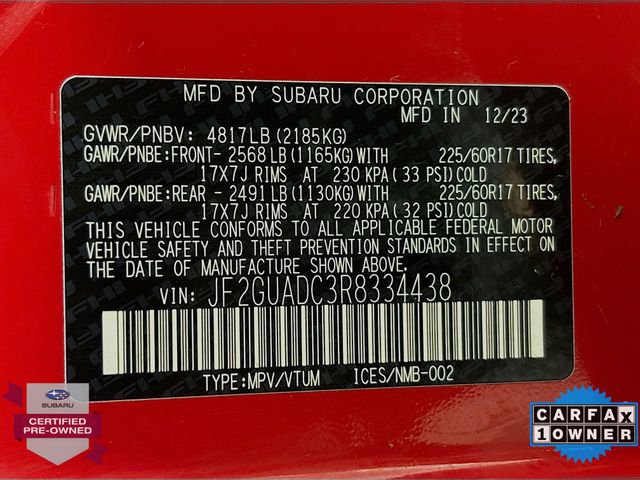 MFD BY SUBARU CORPORATION
MFD IN 12/23
GVWR/PNBV: 4817LB (2185KG)
GAWR/PNBE:FRONT- 2568 LB (1165KG) WITH 225/60R17 TIRES,
17X7J RIMS AT 230 KPA (33 PSI) COLD
GAWR/PNBE:REAR - 2491 LB (1130KG) WITH 225/60R17 TIRES,
17X7J RIMS AT 220 KPA (32 PSI) COLD
THIS VEHICLE CONFORMS TO ALL APPLICABLE FEDERAL MOTOR
VEHICLE SAFETY AND THEFT PREVENTION STANDARDS IN EFFECT ON
THE DATE OF MANUFACTURE SHOWN ABOVE.
VIN: JF2GUADC3R8334438
TYPE:MPV/VTUM ICES/NMB-002
SUBARU
CERTIFIED
PRE-OWNED
CARFAX
1 OWNER